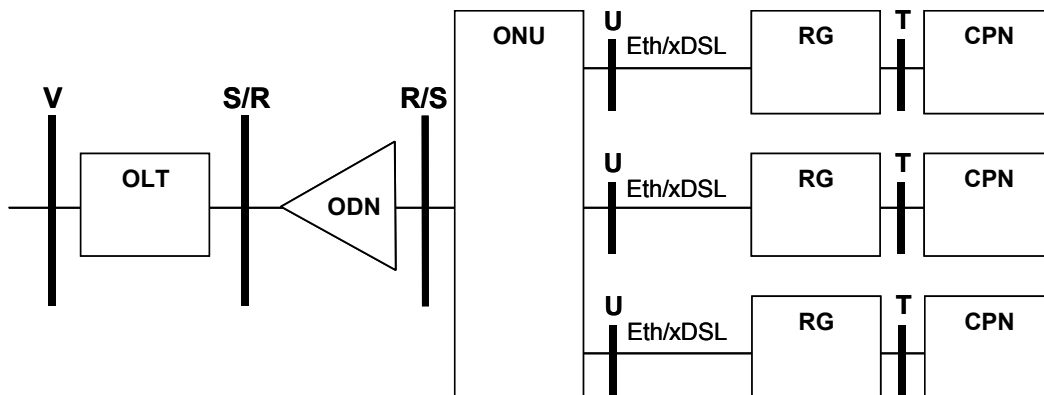 V
OLT
S/R
ODN
R/S
ONU
U
Eth/xDSL
RG
T
CPN
U
Eth/xDSL
RG
T
CPN
U
Eth/xDSL
RG
T
CPN